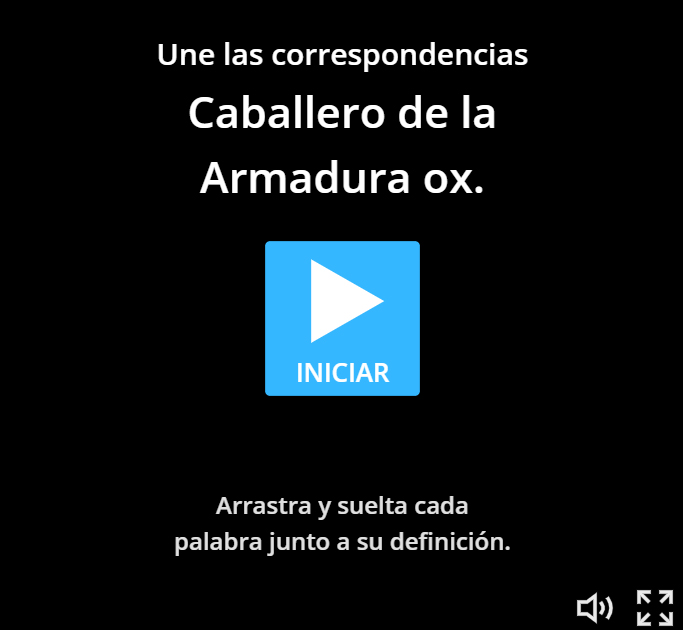 Une las correspondencias
Caballero de la
Armadura ox.
INICIAR
Arrastra y suelta cada
palabra junto a su definición.